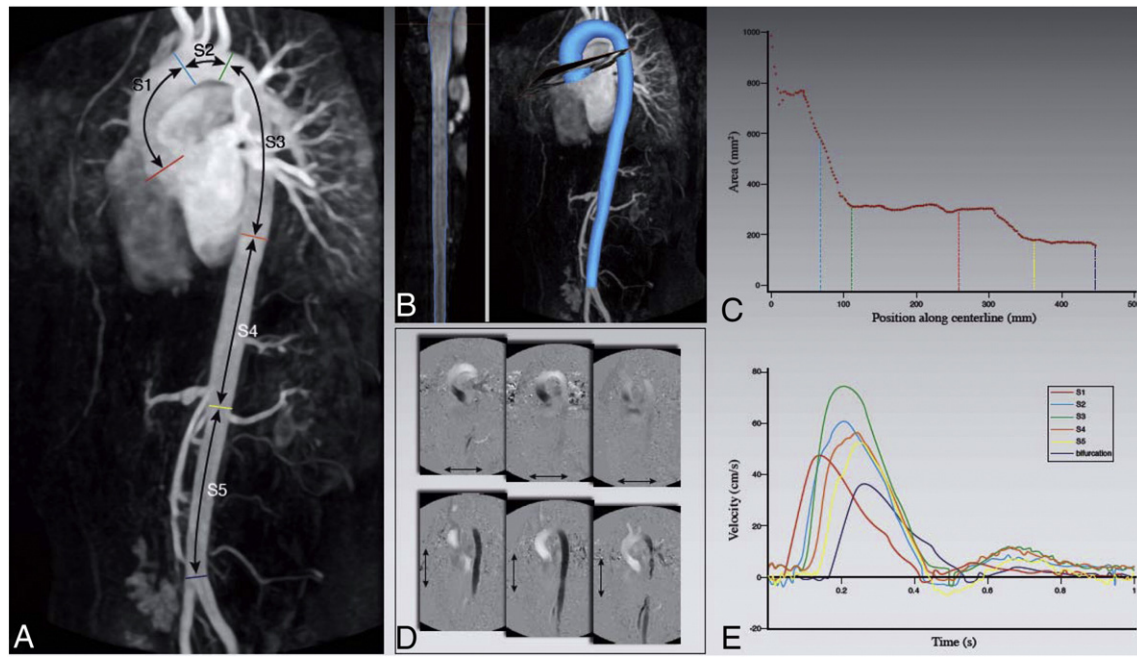 S1
S2
S3
S4
S5
A
B
1000
800
600
400
200
0
Area (mm²)
0
100
200
300
400
500
Position along centerline (mm)
C
D
80
60
40
20
0
-20
Velocity (cm/s)
0.2
0.4
0.6
0.8
1
Time (s)
S1
S2
S3
S4
S5
bifurcation
E